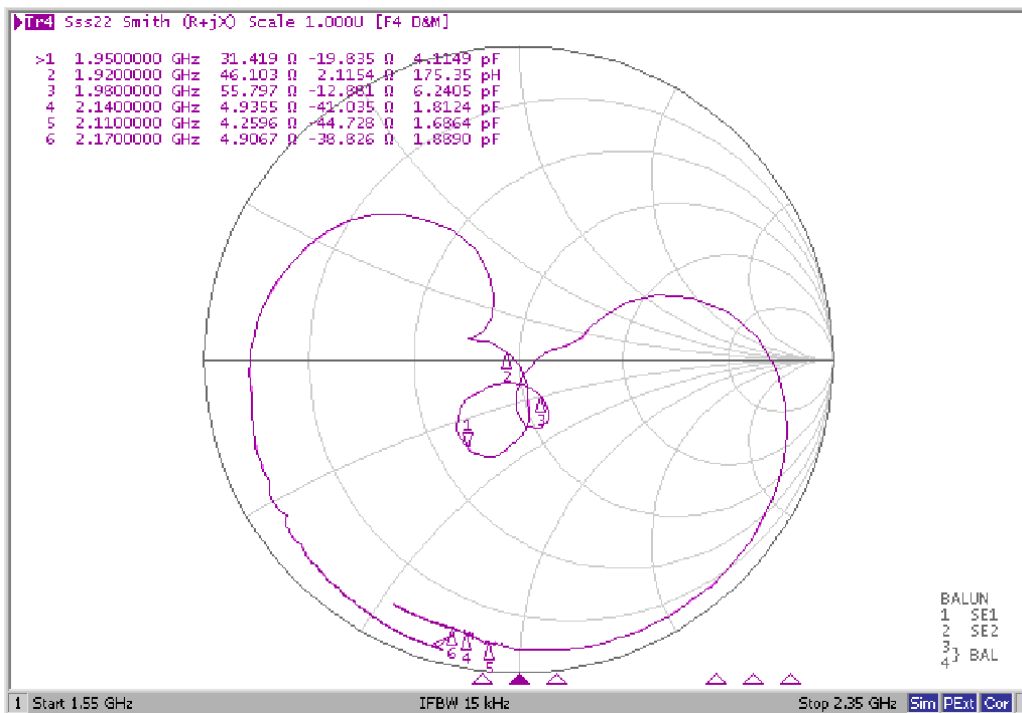 Tr4 Sss22 Smith (R+jX) Scale 1.000U [F4 D&M]
>1 1.9500000 GHz 31.419 Ω -19.835 Ω 4.1149 pF
2 1.9200000 GHz 46.103 Ω 2.1154 Ω 175.35 pH
3 1.9800000 GHz 55.797 Ω -12.881 Ω 6.2405 pF
4 2.1400000 GHz 4.9355 Ω -41.035 Ω 1.8124 pF
5 2.1100000 GHz 4.2596 Ω -44.728 Ω 1.6864 pF
6 2.1700000 GHz 4.9067 Ω -38.826 Ω 1.8890 pF
2
1
3
6
4
5
BALUN
1 SE1
2 SE2
3
4} BAL
1 Start 1.55 GHz IFBW 15 kHz Stop 2.35 GHz Sim PExt Cor